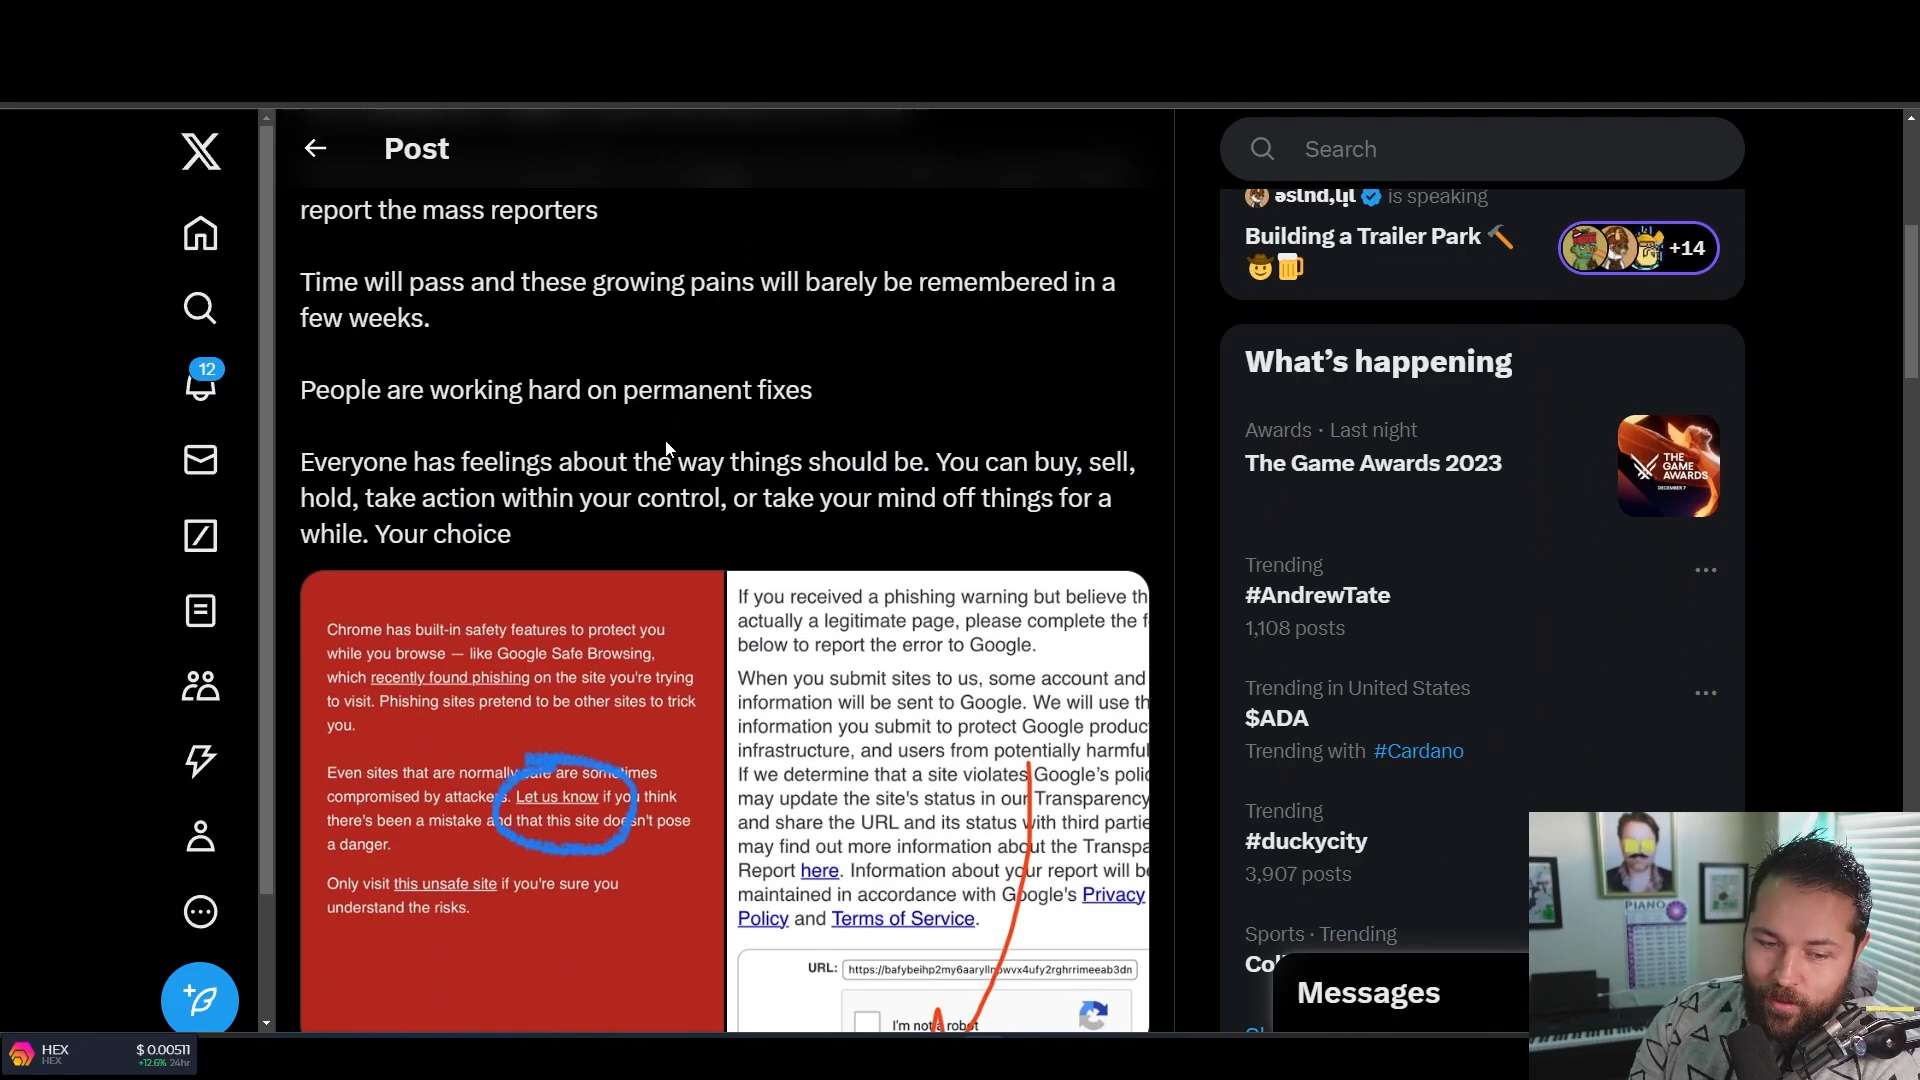 Post
report the mass reporters
Time will pass and these growing pains will barely be remembered in a
few weeks.
People are working hard on permanent fixes
Everyone has feelings about the way things should be. You can buy, sell,
hold, take action within your control, or take your mind off things for a
while. Your choice
Chrome has built-in safety features to protect you
while you browse — like Google Safe Browsing,
which recently found phishing on the site you're trying
to visit. Phishing sites pretend to be other sites to trick
you.
Even sites that are normally safe are sometimes
compromised by attackers. Let us know if you think
there's been a mistake and that this site doesn't pose
a danger.
Only visit this unsafe site if you're sure you
understand the risks.
If you received a phishing warning but believe th
actually a legitimate page, please complete the f
below to report the error to Google.
When you submit sites to us, some account and
information will be sent to Google. We will use th
information you submit to protect Google produc
infrastructure, and users from potentially harmful
If we determine that a site violates Google's polic
may update the site's status in our Transparency
and share the URL and its status with third partie
may find out more information about the Transpa
Report here. Information about your report will be
maintained in accordance with Google's Privacy
Policy and Terms of Service.
URL:
I'm not a robot
Search
is speaking
Building a Trailer Park
+14
What's happening
Awards · Last night
The Game Awards 2023
THE
GAME
AWARDS
DECEMBER 7
Trending
#AndrewTate
1,108 posts
Trending in United States
$ADA
Trending with #Cardano
Trending
#duckycity
3,907 posts
Sports · Trending
Messages
PIANO
12
HEX
HEX
$ 0.00511
+12.6% 24hr